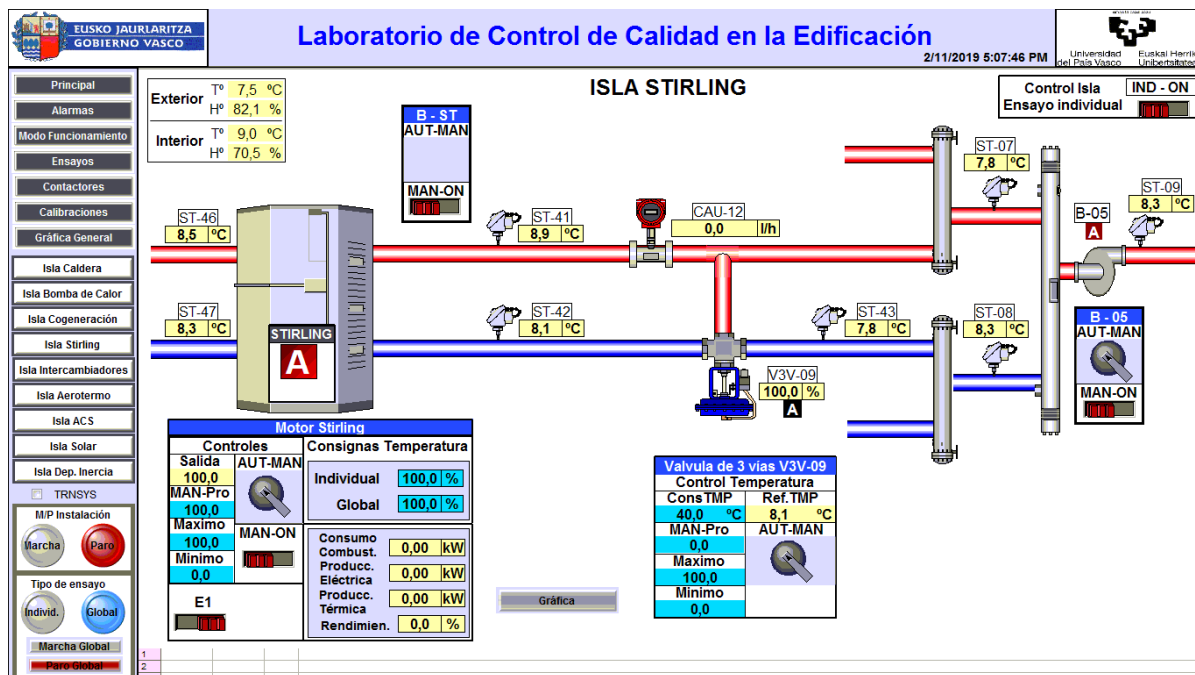 EUSKO JAURLARITZA
GOBIERNO VASCO
Laboratorio de Control de Calidad en la Edificación
2/11/2019 5:07:46 PM
Universidad del País Vasco
Euskal Herriko Unibertsitatea
Principal
Alarmas
Modo Funcionamiento
Ensayos
Contactores
Calibraciones
Gráfica General
Isla Caldera
Isla Bomba de Calor
Isla Cogeneración
Isla Stirling
Isla Intercambiadores
Isla Aerotermo
Isla ACS
Isla Solar
Isla Dep. Inercia
TRNSYS
M/P Instalación
Marcha
Paro
Tipo de ensayo
Individ.
Global
Marcha Global
Paro Global
Exterior
Tº 7,5 ºC
Hº 82,1 %
Interior
Tº 9,0 ºC
Hº 70,5 %
ISLA STIRLING
Control Isla
Ensayo individual
IND - ON
B - ST
AUT-MAN
MAN-ON
ST-46
8,5 ºC
ST-41
8,9 ºC
CAU-12
0,0 l/h
ST-07
7,8 ºC
ST-09
8,3 ºC
B-05
A
ST-47
8,3 ºC
STIRLING
A
ST-42
8,1 ºC
ST-43
7,8 ºC
ST-08
8,3 ºC
V3V-09
100,0 %
A
B - 05
AUT-MAN
MAN-ON
Motor Stirling
Controles
Salida
100,0
MAN-Pro
100,0
Maximo
100,0
Minimo
0,0
AUT-MAN
MAN-ON
E1
Consignas Temperatura
Individual 100,0 %
Global 100,0 %
Consumo
Combust. 0,00 kW
Producc.
Eléctrica 0,00 kW
Producc.
Térmica 0,00 kW
Rendimien. 0,0 %
Gráfica
Valvula de 3 vías V3V-09
Control Temperatura
ConsTMP
40,0 ºC
Ref.TMP
8,1 ºC
MAN-Pro
0,0
Maximo
100,0
Minimo
0,0
AUT-MAN
1
2